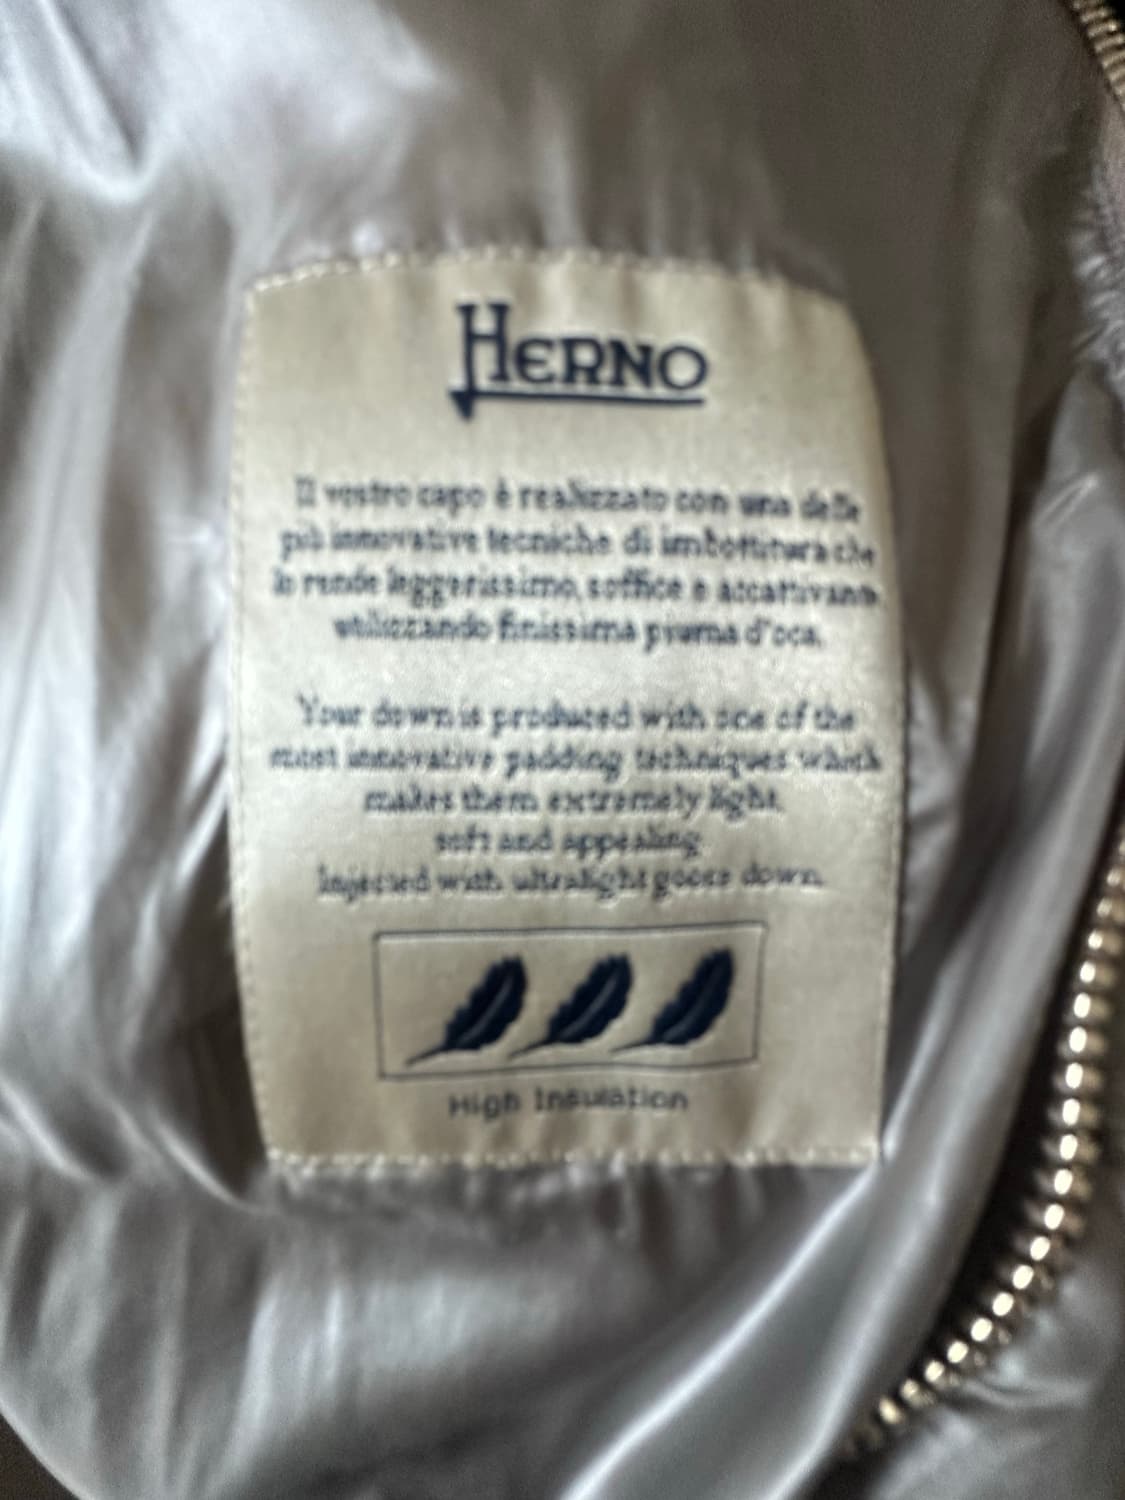 HERNO
Il vostro capo è realizzato con una delle
più innovative tecniche di imbottitura che
lo rende leggerissimo, soffice e accattivante
utilizzando finissima piuma d'oca.
Your down is produced with one of the
most innovative padding techniques which
makes them extremely light,
soft and appealing
Injected with ultralight goose down.
High Insulation